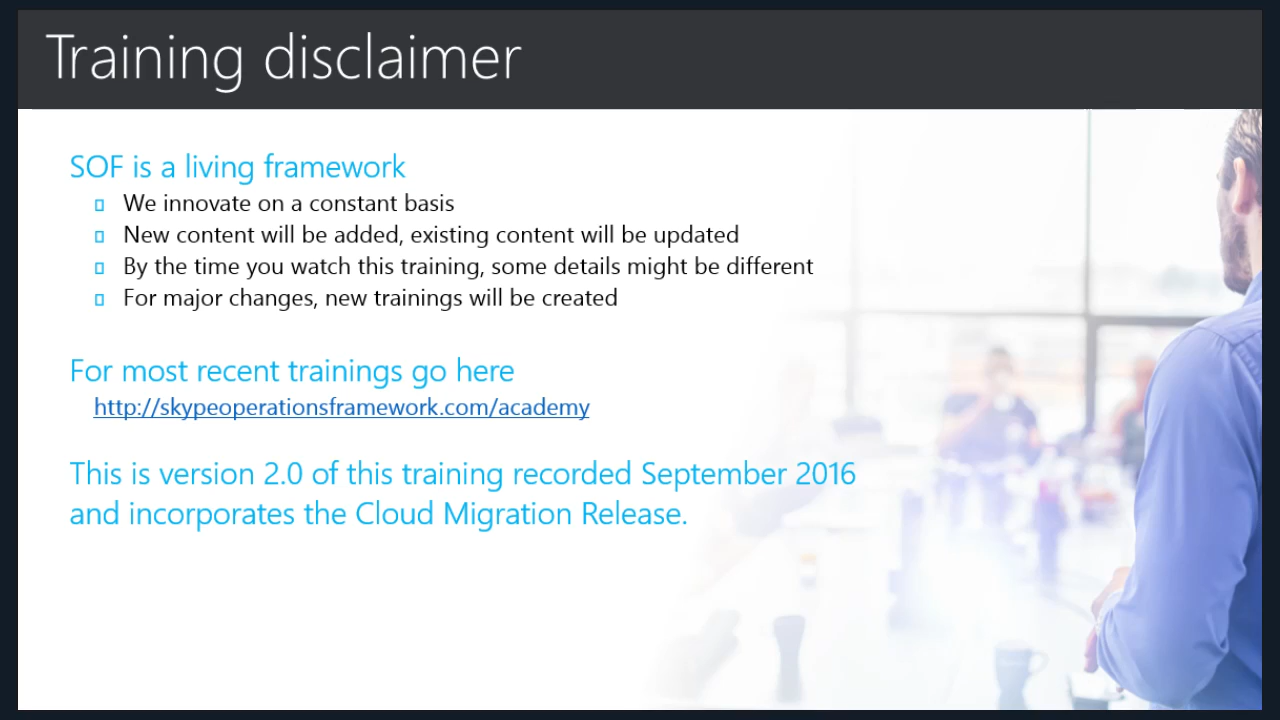 Training disclaimer
SOF is a living framework
We innovate on a constant basis
New content will be added, existing content will be updated
By the time you watch this training, some details might be different
For major changes, new trainings will be created
For most recent trainings go here
http://skypeoperationsframework.com/academy
This is version 2.0 of this training recorded September 2016
and incorporates the Cloud Migration Release.